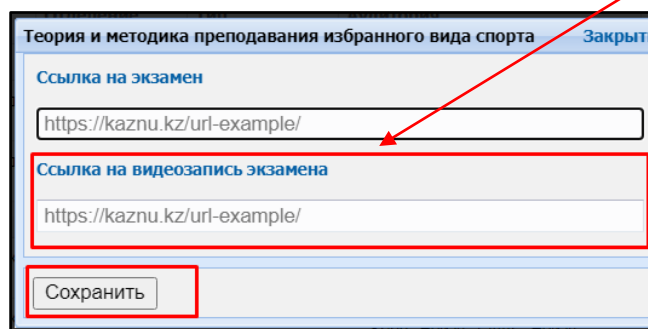 Теория и методика преподавания избранного вида спорта Закрыт
Ссылка на экзамен
https://kaznu.kz/url-example/
Ссылка на видеозапись экзамена
https://kaznu.kz/url-example/
Сохранить